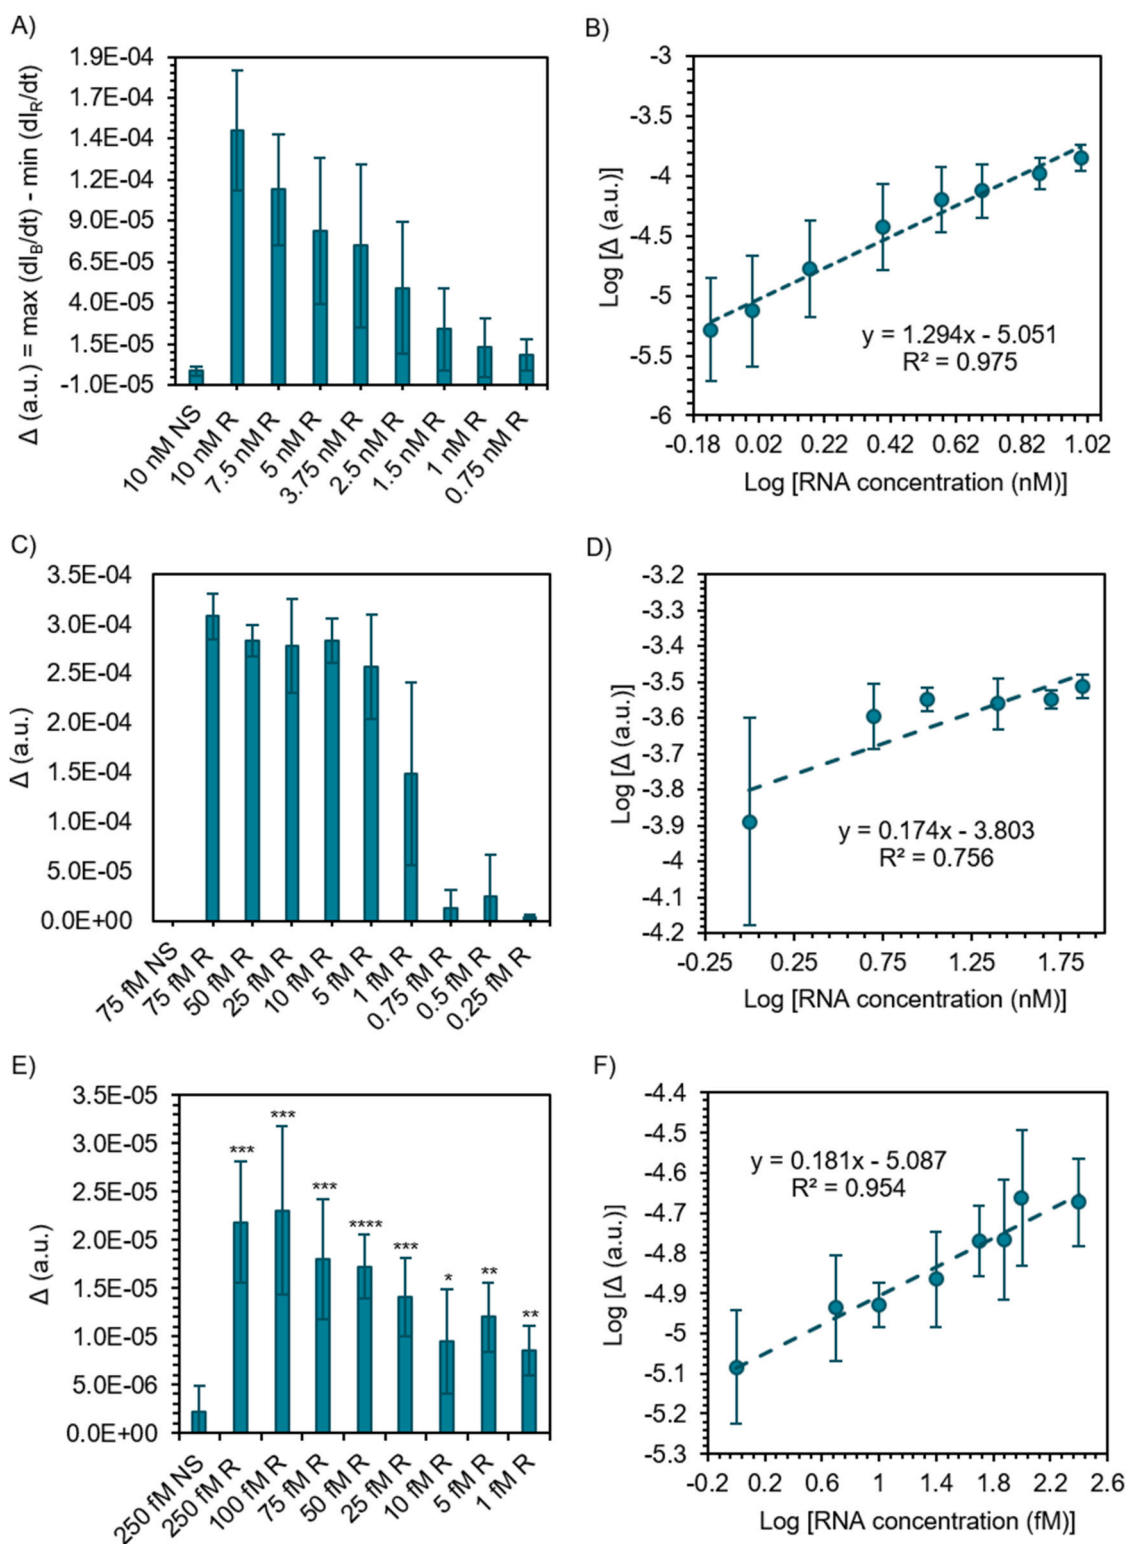 A)
Δ (a.u.) = max (dI_B/dt) - min (dI_R/dt)
1.9E-04
1.7E-04
1.4E-04
1.2E-04
9.0E-05
6.5E-05
4.0E-05
1.5E-05
-1.0E-05
10 nM NS
10 nM R
7.5 nM R
5 nM R
3.75 nM R
2.5 nM R
1.5 nM R
1 nM R
0.75 nM R
B)
Log [Δ (a.u.)]
-3
-3.5
-4
-4.5
-5
-5.5
-6
y = 1.294x - 5.051
R² = 0.975
-0.18 0.02 0.22 0.42 0.62 0.82 1.02
Log [RNA concentration (nM)]
C)
Δ (a.u.)
3.5E-04
3.0E-04
2.5E-04
2.0E-04
1.5E-04
1.0E-04
5.0E-05
0.0E+00
75 fM NS
75 fM R
50 fM R
25 fM R
10 fM R
5 fM R
1 fM R
0.75 fM R
0.5 fM R
0.25 fM R
D)
Log [Δ (a.u.)]
-3.2
-3.3
-3.4
-3.5
-3.6
-3.7
-3.8
-3.9
-4
-4.1
-4.2
y = 0.174x - 3.803
R² = 0.756
-0.25 0.25 0.75 1.25 1.75
Log [RNA concentration (nM)]
E)
Δ (a.u.)
3.5E-05
3.0E-05
2.5E-05
2.0E-05
1.5E-05
1.0E-05
5.0E-06
0.0E+00
***
***
***
****
***
*
**
**
250 fM NS
250 fM R
100 fM R
75 fM R
50 fM R
25 fM R
10 fM R
5 fM R
1 fM R
F)
Log [Δ (a.u.)]
-4.4
-4.5
-4.6
-4.7
-4.8
-4.9
-5
-5.1
-5.2
-5.3
y = 0.181x - 5.087
R² = 0.954
-0.2 0.2 0.6 1 1.4 1.8 2.2 2.6
Log [RNA concentration (fM)]